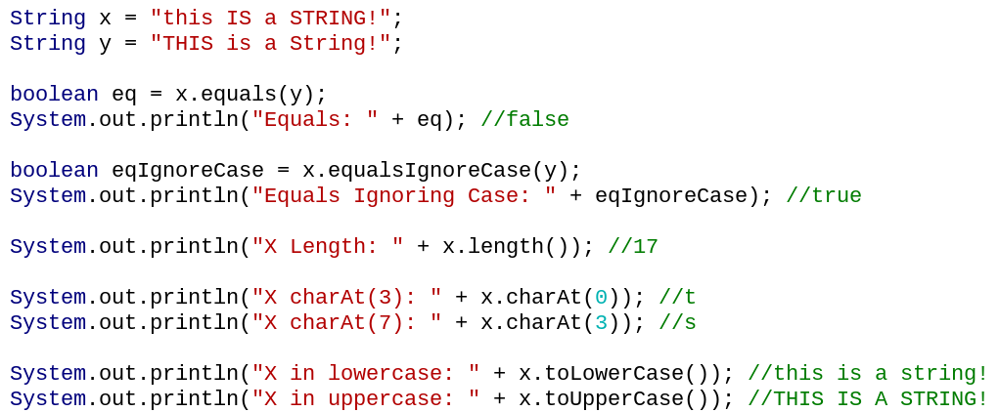 String x = "this IS a STRING!";
String y = "THIS is a String!";
boolean eq = x.equals(y);
System.out.println("Equals: " + eq); //false
boolean eqIgnoreCase = x.equalsIgnoreCase(y);
System.out.println("Equals Ignoring Case: " + eqIgnoreCase); //true
System.out.println("X Length: " + x.length()); //17
System.out.println("X charAt(3): " + x.charAt(0)); //t
System.out.println("X charAt(7): " + x.charAt(3)); //s
System.out.println("X in lowercase: " + x.toLowerCase()); //this is a string!
System.out.println("X in uppercase: " + x.toUpperCase()); //THIS IS A STRING!